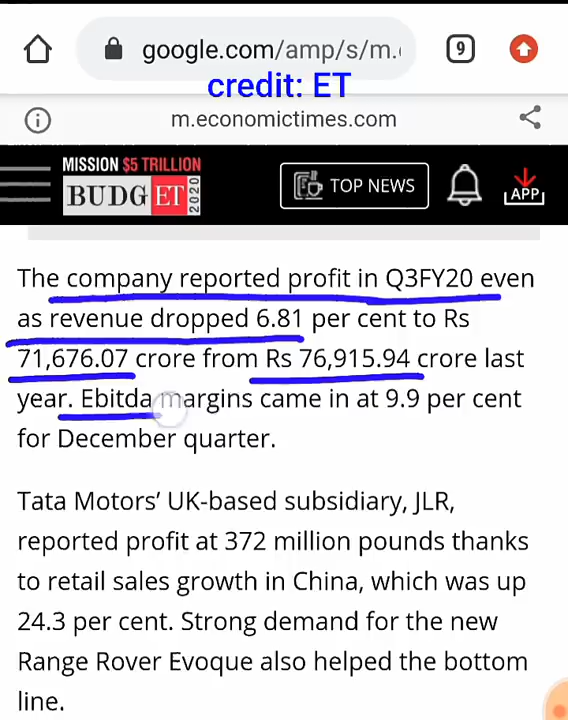 google.com/amp/s/m.
9
credit: ET
m.economictimes.com
MISSION $5 TRILLION
BUDGET 2020
TOP NEWS
APP
The company reported profit in Q3FY20 even
as revenue dropped 6.81 per cent to Rs
71,676.07 crore from Rs 76,915.94 crore last
year. Ebitda margins came in at 9.9 per cent
for December quarter.
Tata Motors’ UK-based subsidiary, JLR,
reported profit at 372 million pounds thanks
to retail sales growth in China, which was up
24.3 per cent. Strong demand for the new
Range Rover Evoque also helped the bottom
line.